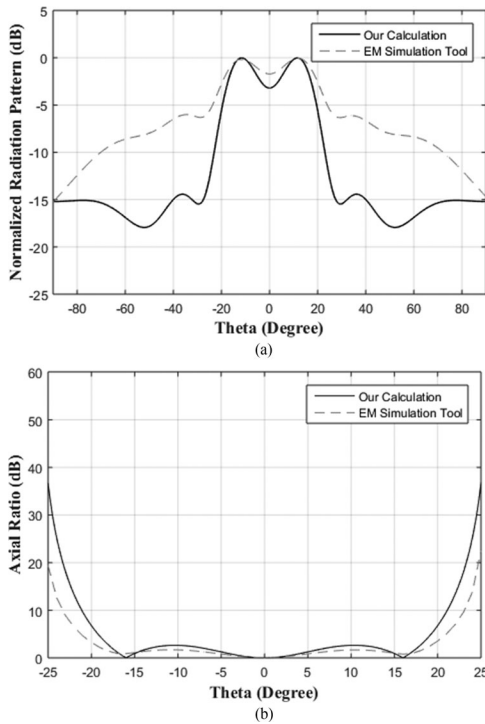 5
0
-5
-10
-15
-20
-25
Normalized Radiation Pattern (dB)
Our Calculation
EM Simulation Tool
-80 -60 -40 -20 0 20 40 60 80
Theta (Degree)
(a)
60
50
40
30
20
10
0
Axial Ratio (dB)
Our Calculation
EM Simulation Tool
-25 -20 -15 -10 -5 0 5 10 15 20 25
Theta (Degree)
(b)